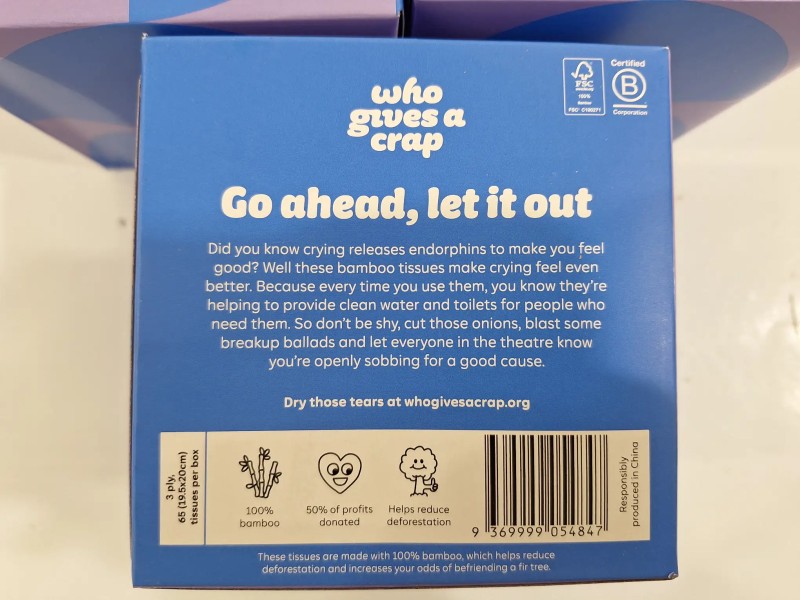 who
gives a
crap
FSC
100%
Certified
B
Corporation
Go ahead, let it out
Did you know crying releases endorphins to make you feel
good? Well these bamboo tissues make crying feel even
better. Because every time you use them, you know they're
helping to provide clean water and toilets for people who
need them. So don't be shy, cut those onions, blast some
breakup ballads and let everyone in the theatre know
you're openly sobbing for a good cause.
Dry those tears at whogivesacrap.org
3 ply,
65 (19.5x20cm)
tissues per box
100%
bamboo
50% of profits
donated
Helps reduce
deforestation
9 369999 054847
Responsibly
produced in China
These tissues are made with 100% bamboo, which helps reduce
deforestation and increases your odds of befriending a fir tree.